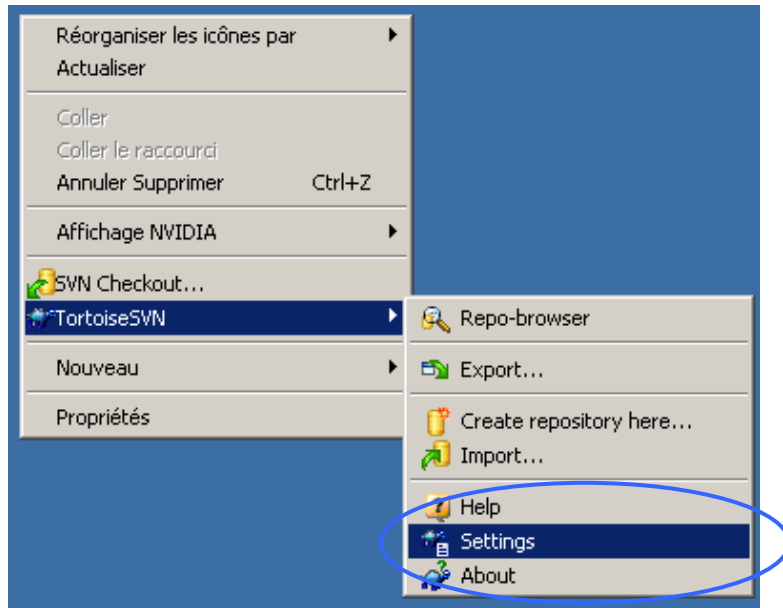 Réorganiser les icônes par
Actualiser
Coller
Coller le raccourci
Annuler Supprimer Ctrl+Z
Affichage NVIDIA
SVN Checkout...
TortoiseSVN
Nouveau
Propriétés
Repo-browser
Export...
Create repository here...
Import...
Help
Settings
About